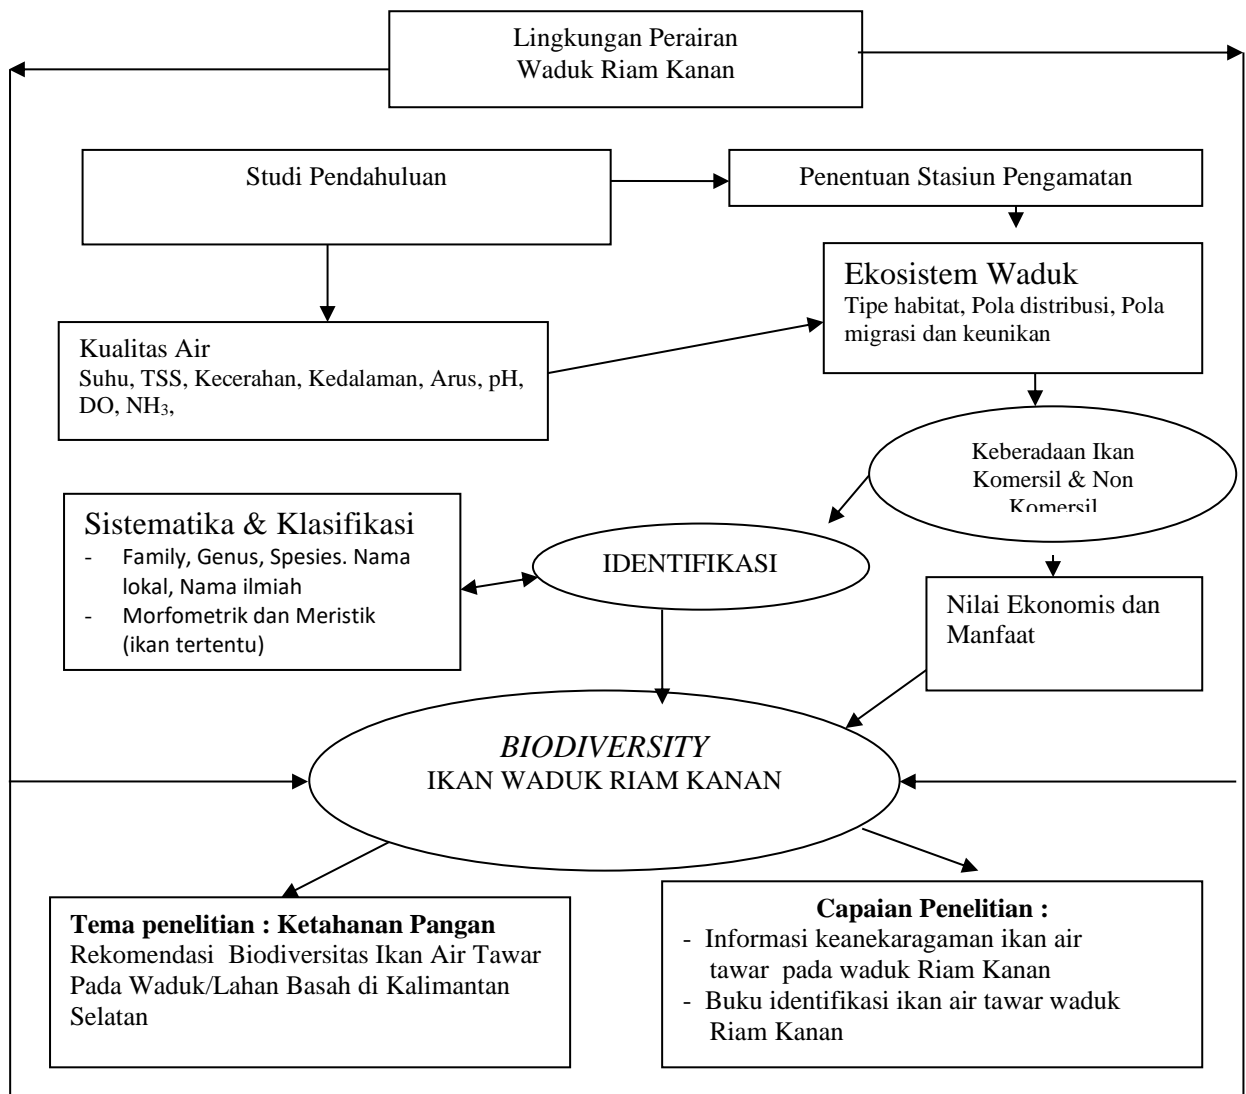 Lingkungan Perairan
Waduk Riam Kanan
Studi Pendahuluan
Penentuan Stasiun Pengamatan
Ekosistem Waduk
Tipe habitat, Pola distribusi, Pola
migrasi dan keunikan
Kualitas Air
Suhu, TSS, Kecerahan, Kedalaman, Arus, pH,
DO, NH₃,
Keberadaan Ikan
Komersil & Non
Komersil
Sistematika & Klasifikasi
- Family, Genus, Spesies. Nama
lokal, Nama ilmiah
- Morfometrik dan Meristik
(ikan tertentu)
IDENTIFIKASI
Nilai Ekonomis dan
Manfaat
BIODIVERSITY
IKAN WADUK RIAM KANAN
Tema penelitian : Ketahanan Pangan
Rekomendasi Biodiversitas Ikan Air Tawar
Pada Waduk/Lahan Basah di Kalimantan
Selatan
Capaian Penelitian :
- Informasi keanekaragaman ikan air
tawar pada waduk Riam Kanan
- Buku identifikasi ikan air tawar waduk
Riam Kanan